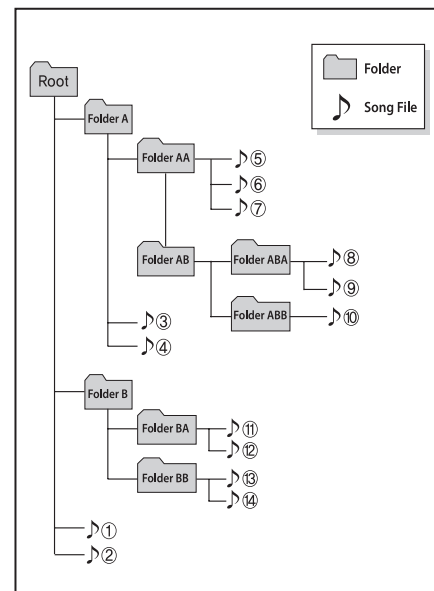 Root
Folder
Song File
Folder A
Folder AA
⑤
⑥
⑦
Folder AB
Folder ABA
⑧
⑨
Folder ABB
⑩
③
④
Folder B
Folder BA
⑪
⑫
Folder BB
⑬
⑭
①
②